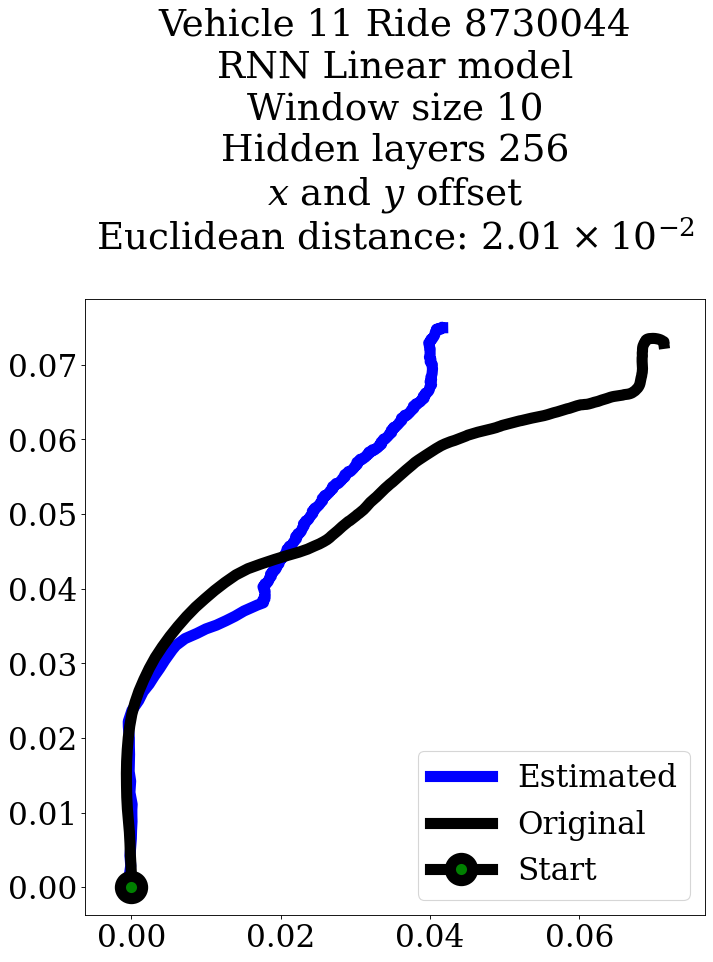 Vehicle 11 Ride 8730044
RNN Linear model
Window size 10
Hidden layers 256
x and y offset
Euclidean distance: 2.01 × 10⁻²
0.07
0.06
0.05
0.04
0.03
0.02
0.01
0.00
Estimated
Original
Start
0.00 0.02 0.04 0.06